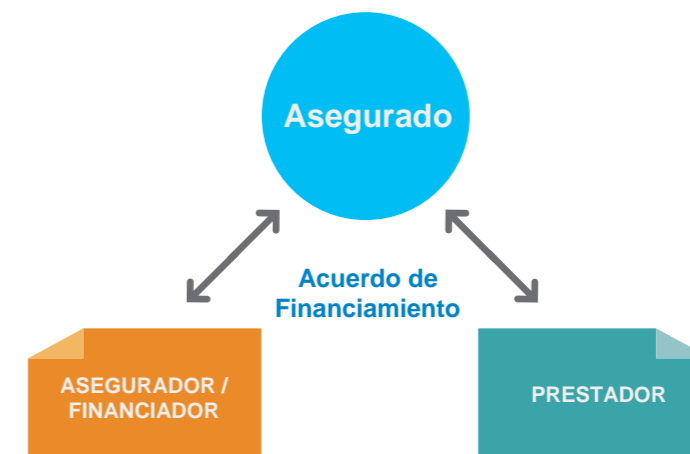 Asegurado
Acuerdo de
Financiamiento
ASEGURADOR /
FINANCIADOR
PRESTADOR